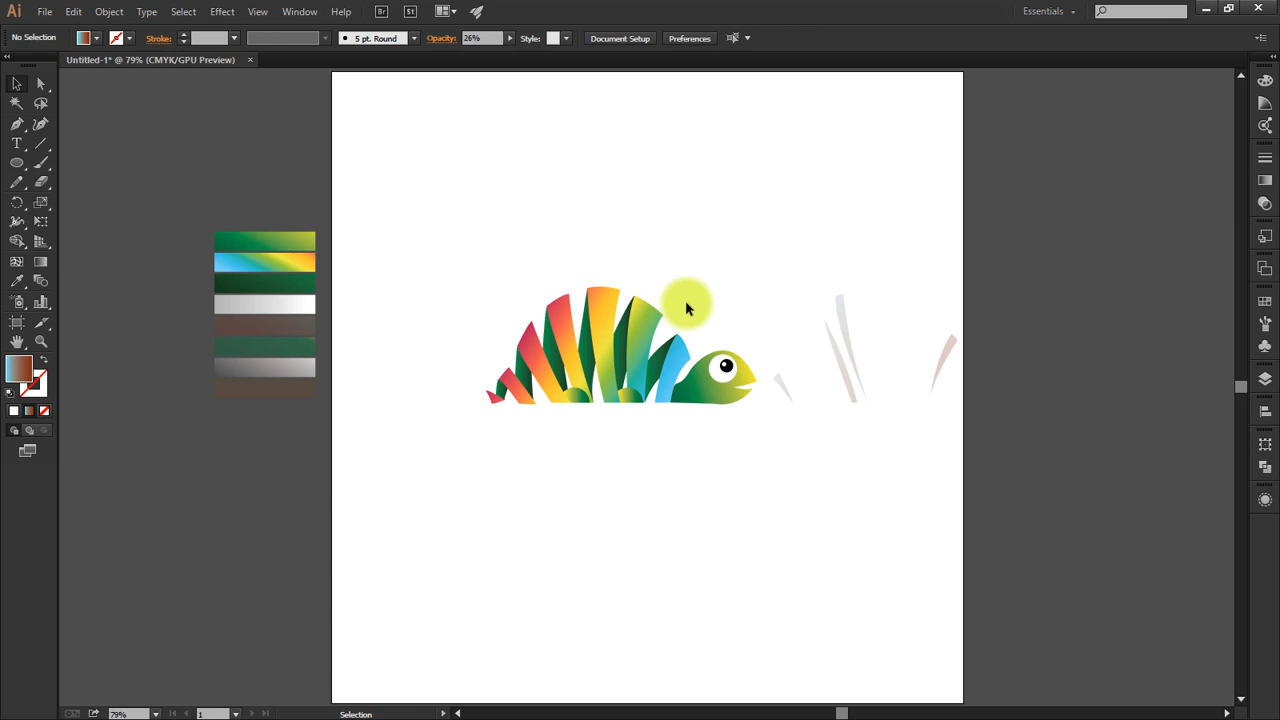 Ai File Edit Object Type Select Effect View Window Help Br St Essentials
No Selection Stroke: 5 pt. Round Opacity: 26% Style: Document Setup Preferences
Untitled-1* @ 79% (CMYK/GPU Preview)
79% 1 Selection